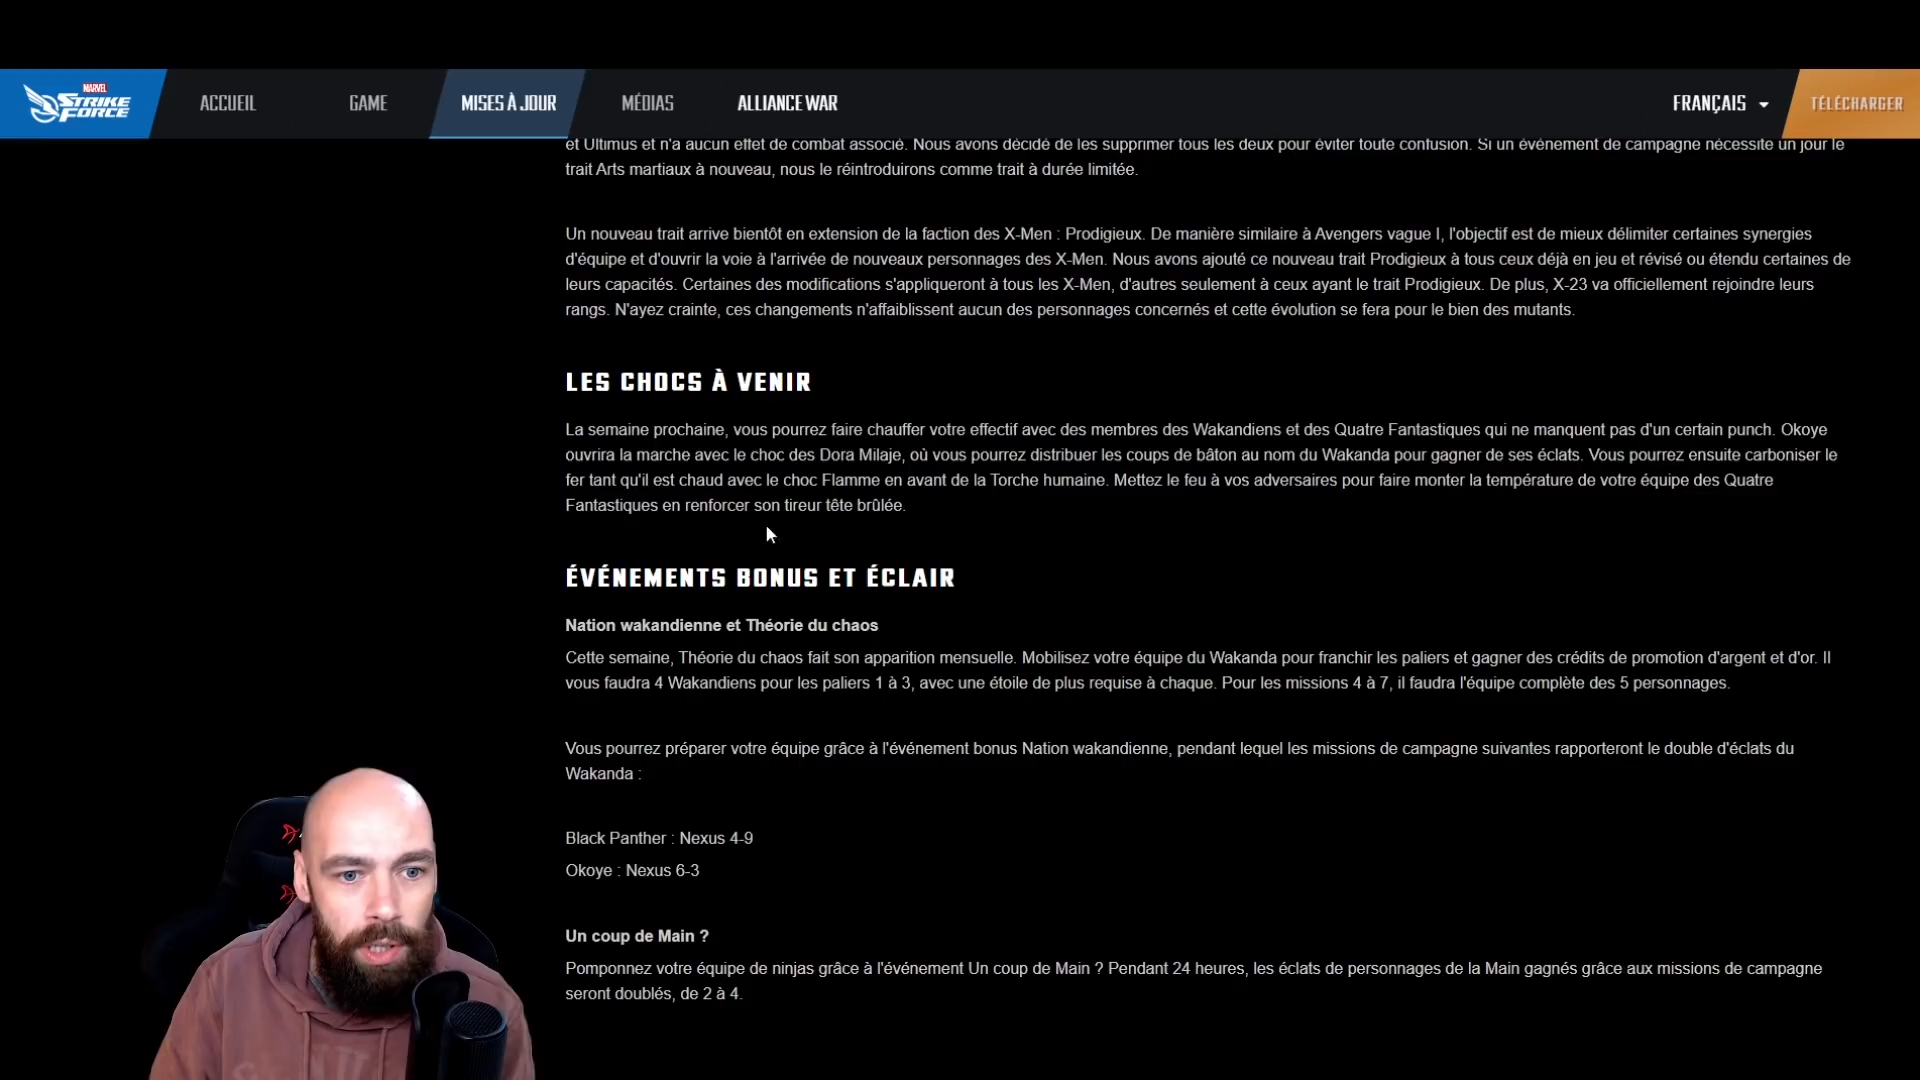 MARVEL
STRIKE
FORCE
ACCUEIL
GAME
MISES À JOUR
MÉDIAS
ALLIANCE WAR
FRANÇAIS
TÉLÉCHARGER
et Ultimus et n'a aucun effet de combat associé. Nous avons décidé de les supprimer tous les deux pour éviter toute confusion. Si un événement de campagne nécessite un jour le
trait Arts martiaux à nouveau, nous le réintroduirons comme trait à durée limitée.
Un nouveau trait arrive bientôt en extension de la faction des X-Men : Prodigieux. De manière similaire à Avengers vague I, l'objectif est de mieux délimiter certaines synergies
d'équipe et d'ouvrir la voie à l'arrivée de nouveaux personnages des X-Men. Nous avons ajouté ce nouveau trait Prodigieux à tous ceux déjà en jeu et révisé ou étendu certaines de
leurs capacités. Certaines des modifications s'appliqueront à tous les X-Men, d'autres seulement à ceux ayant le trait Prodigieux. De plus, X-23 va officiellement rejoindre leurs
rangs. N'ayez crainte, ces changements n'affaiblissent aucun des personnages concernés et cette évolution se fera pour le bien des mutants.
LES CHOCS À VENIR
La semaine prochaine, vous pourrez faire chauffer votre effectif avec des membres des Wakandiens et des Quatre Fantastiques qui ne manquent pas d'un certain punch. Okoye
ouvrira la marche avec le choc des Dora Milaje, où vous pourrez distribuer les coups de bâton au nom du Wakanda pour gagner de ses éclats. Vous pourrez ensuite carboniser le
fer tant qu'il est chaud avec le choc Flamme en avant de la Torche humaine. Mettez le feu à vos adversaires pour faire monter la température de votre équipe des Quatre
Fantastiques en renforcer son tireur tête brûlée.
ÉVÉNEMENTS BONUS ET ÉCLAIR
Nation wakandienne et Théorie du chaos
Cette semaine, Théorie du chaos fait son apparition mensuelle. Mobilisez votre équipe du Wakanda pour franchir les paliers et gagner des crédits de promotion d'argent et d'or. Il
vous faudra 4 Wakandiens pour les paliers 1 à 3, avec une étoile de plus requise à chaque. Pour les missions 4 à 7, il faudra l'équipe complète des 5 personnages.
Vous pourrez préparer votre équipe grâce à l'événement bonus Nation wakandienne, pendant lequel les missions de campagne suivantes rapporteront le double d'éclats du
Wakanda :
Black Panther : Nexus 4-9
Okoye : Nexus 6-3
Un coup de Main ?
Pomponnez votre équipe de ninjas grâce à l'événement Un coup de Main ? Pendant 24 heures, les éclats de personnages de la Main gagnés grâce aux missions de campagne
seront doublés, de 2 à 4.